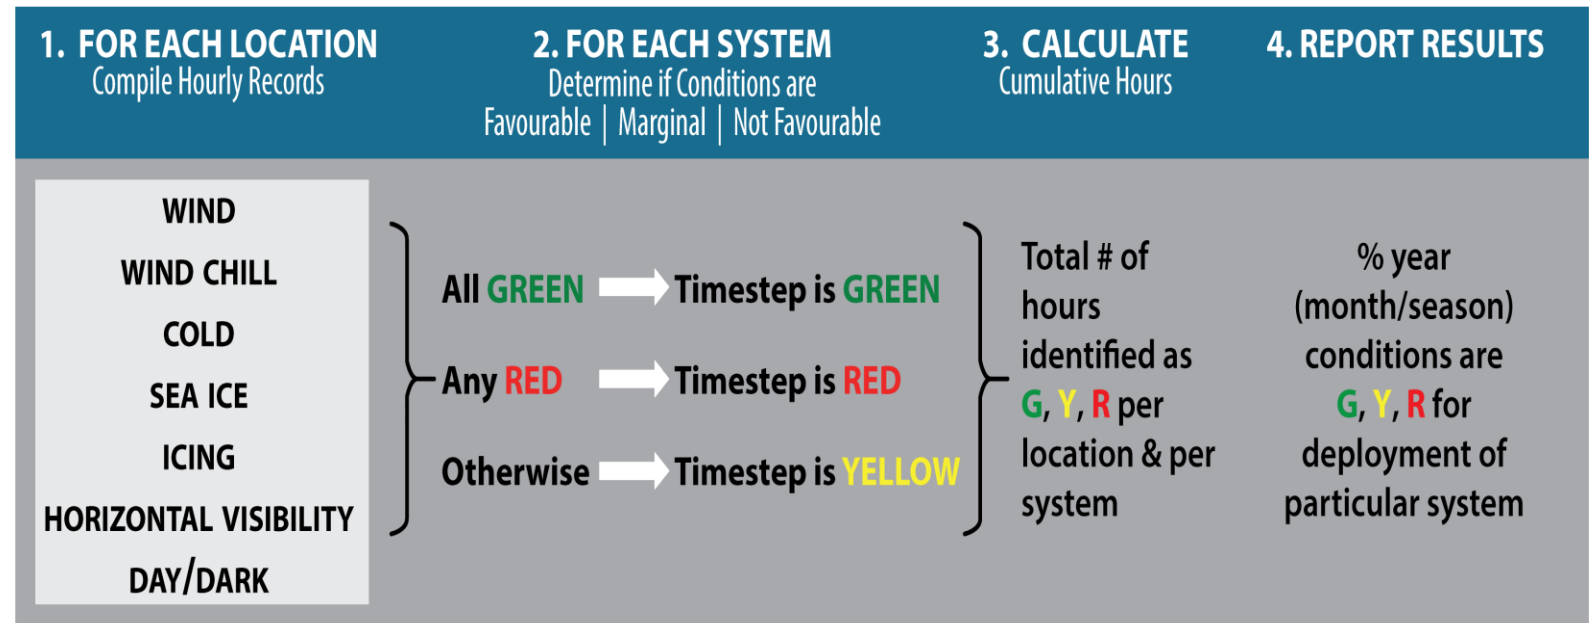 1. FOR EACH LOCATION
Compile Hourly Records
2. FOR EACH SYSTEM
Determine if Conditions are
Favourable | Marginal | Not Favourable
3. CALCULATE
Cumulative Hours
4. REPORT RESULTS
WIND
WIND CHILL
COLD
SEA ICE
ICING
HORIZONTAL VISIBILITY
DAY/DARK
All GREEN Timestep is GREEN
Any RED Timestep is RED
Otherwise Timestep is YELLOW
Total # of
hours
identified as
G, Y, R per
location & per
system
% year
(month/season)
conditions are
G, Y, R for
deployment of
particular system